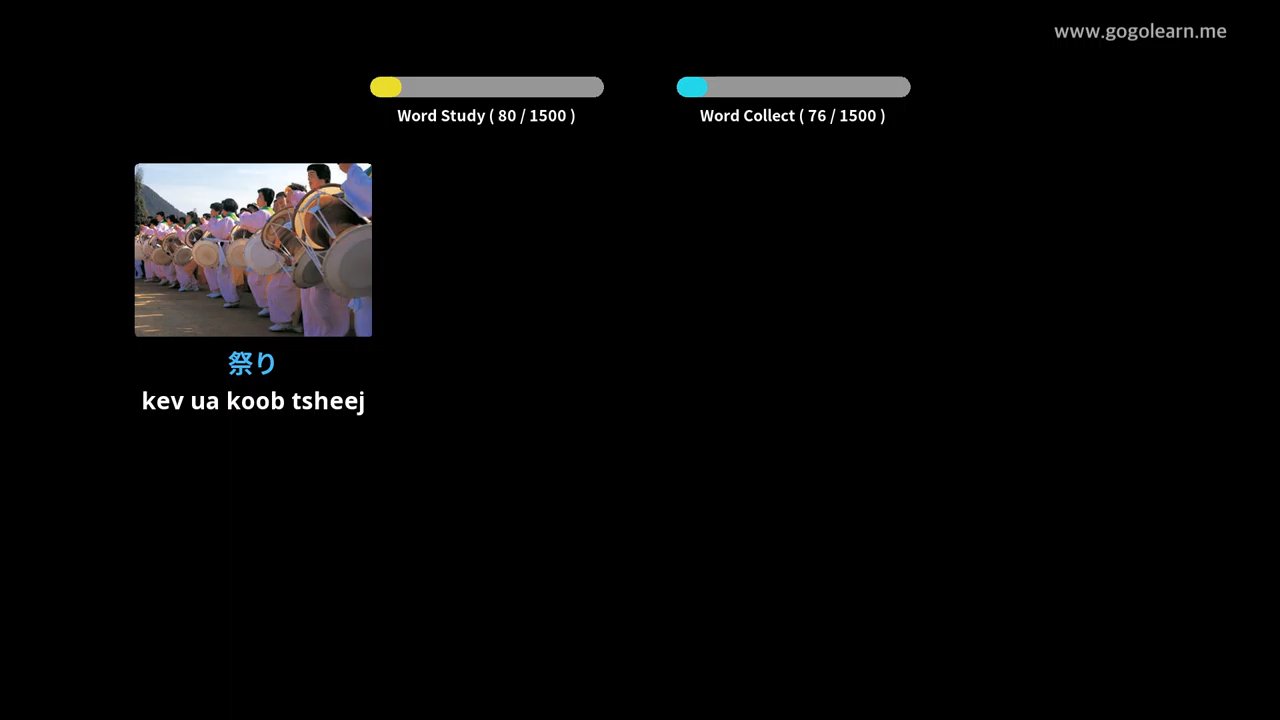 www.gogolearn.me
Word Study ( 80 / 1500 )
Word Collect ( 76 / 1500 )
祭り
kev ua koob tsheej